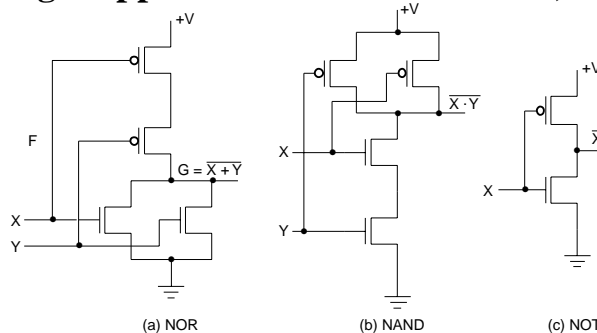 +V
F
G = X + Y
X
Y
(a) NOR
+V
X · Y
X
Y
(b) NAND
+V
X
X
(c) NOT